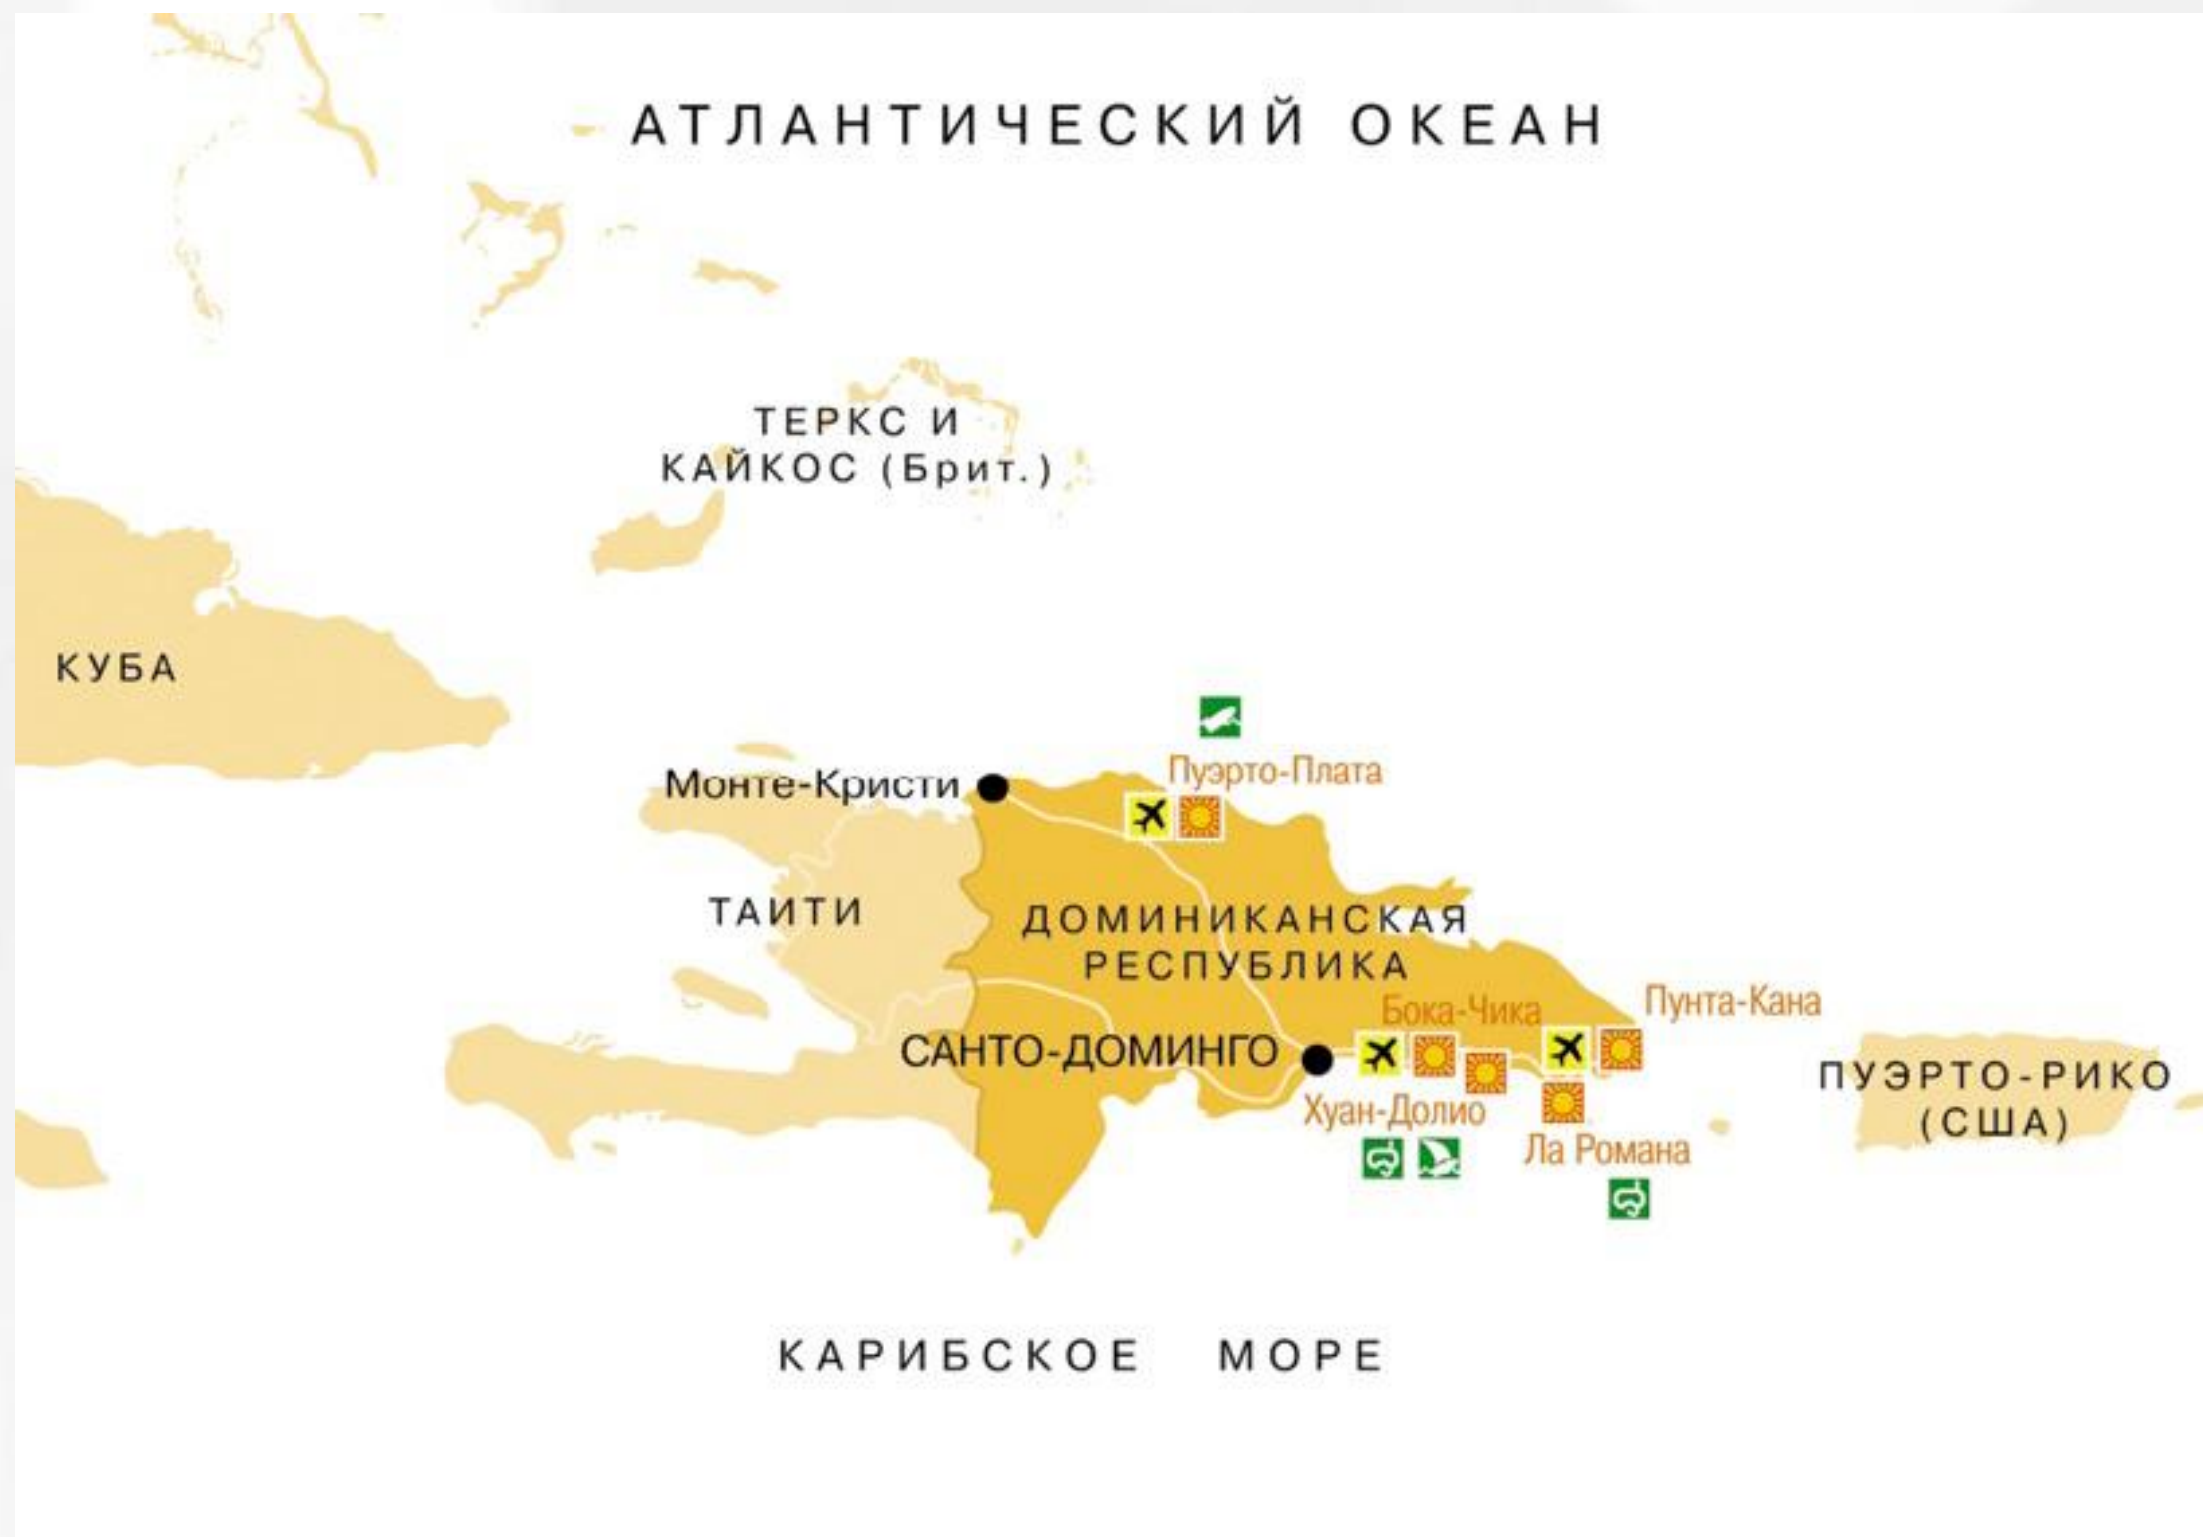 АТЛАНТИЧЕСКИЙ ОКЕАН
ТЕРКС И
КАЙКОС (Брит.)
КУБА
Монте-Кристи
Пуэрто-Плата
ТАИТИ
ДОМИНИКАНСКАЯ
РЕСПУБЛИКА
Бока-Чика
Пунта-Кана
САНТО-ДОМИНГО
ПУЭРТО-РИКО
(США)
Хуан-Долио
Ла Романа
КАРИБСКОЕ МОРЕ